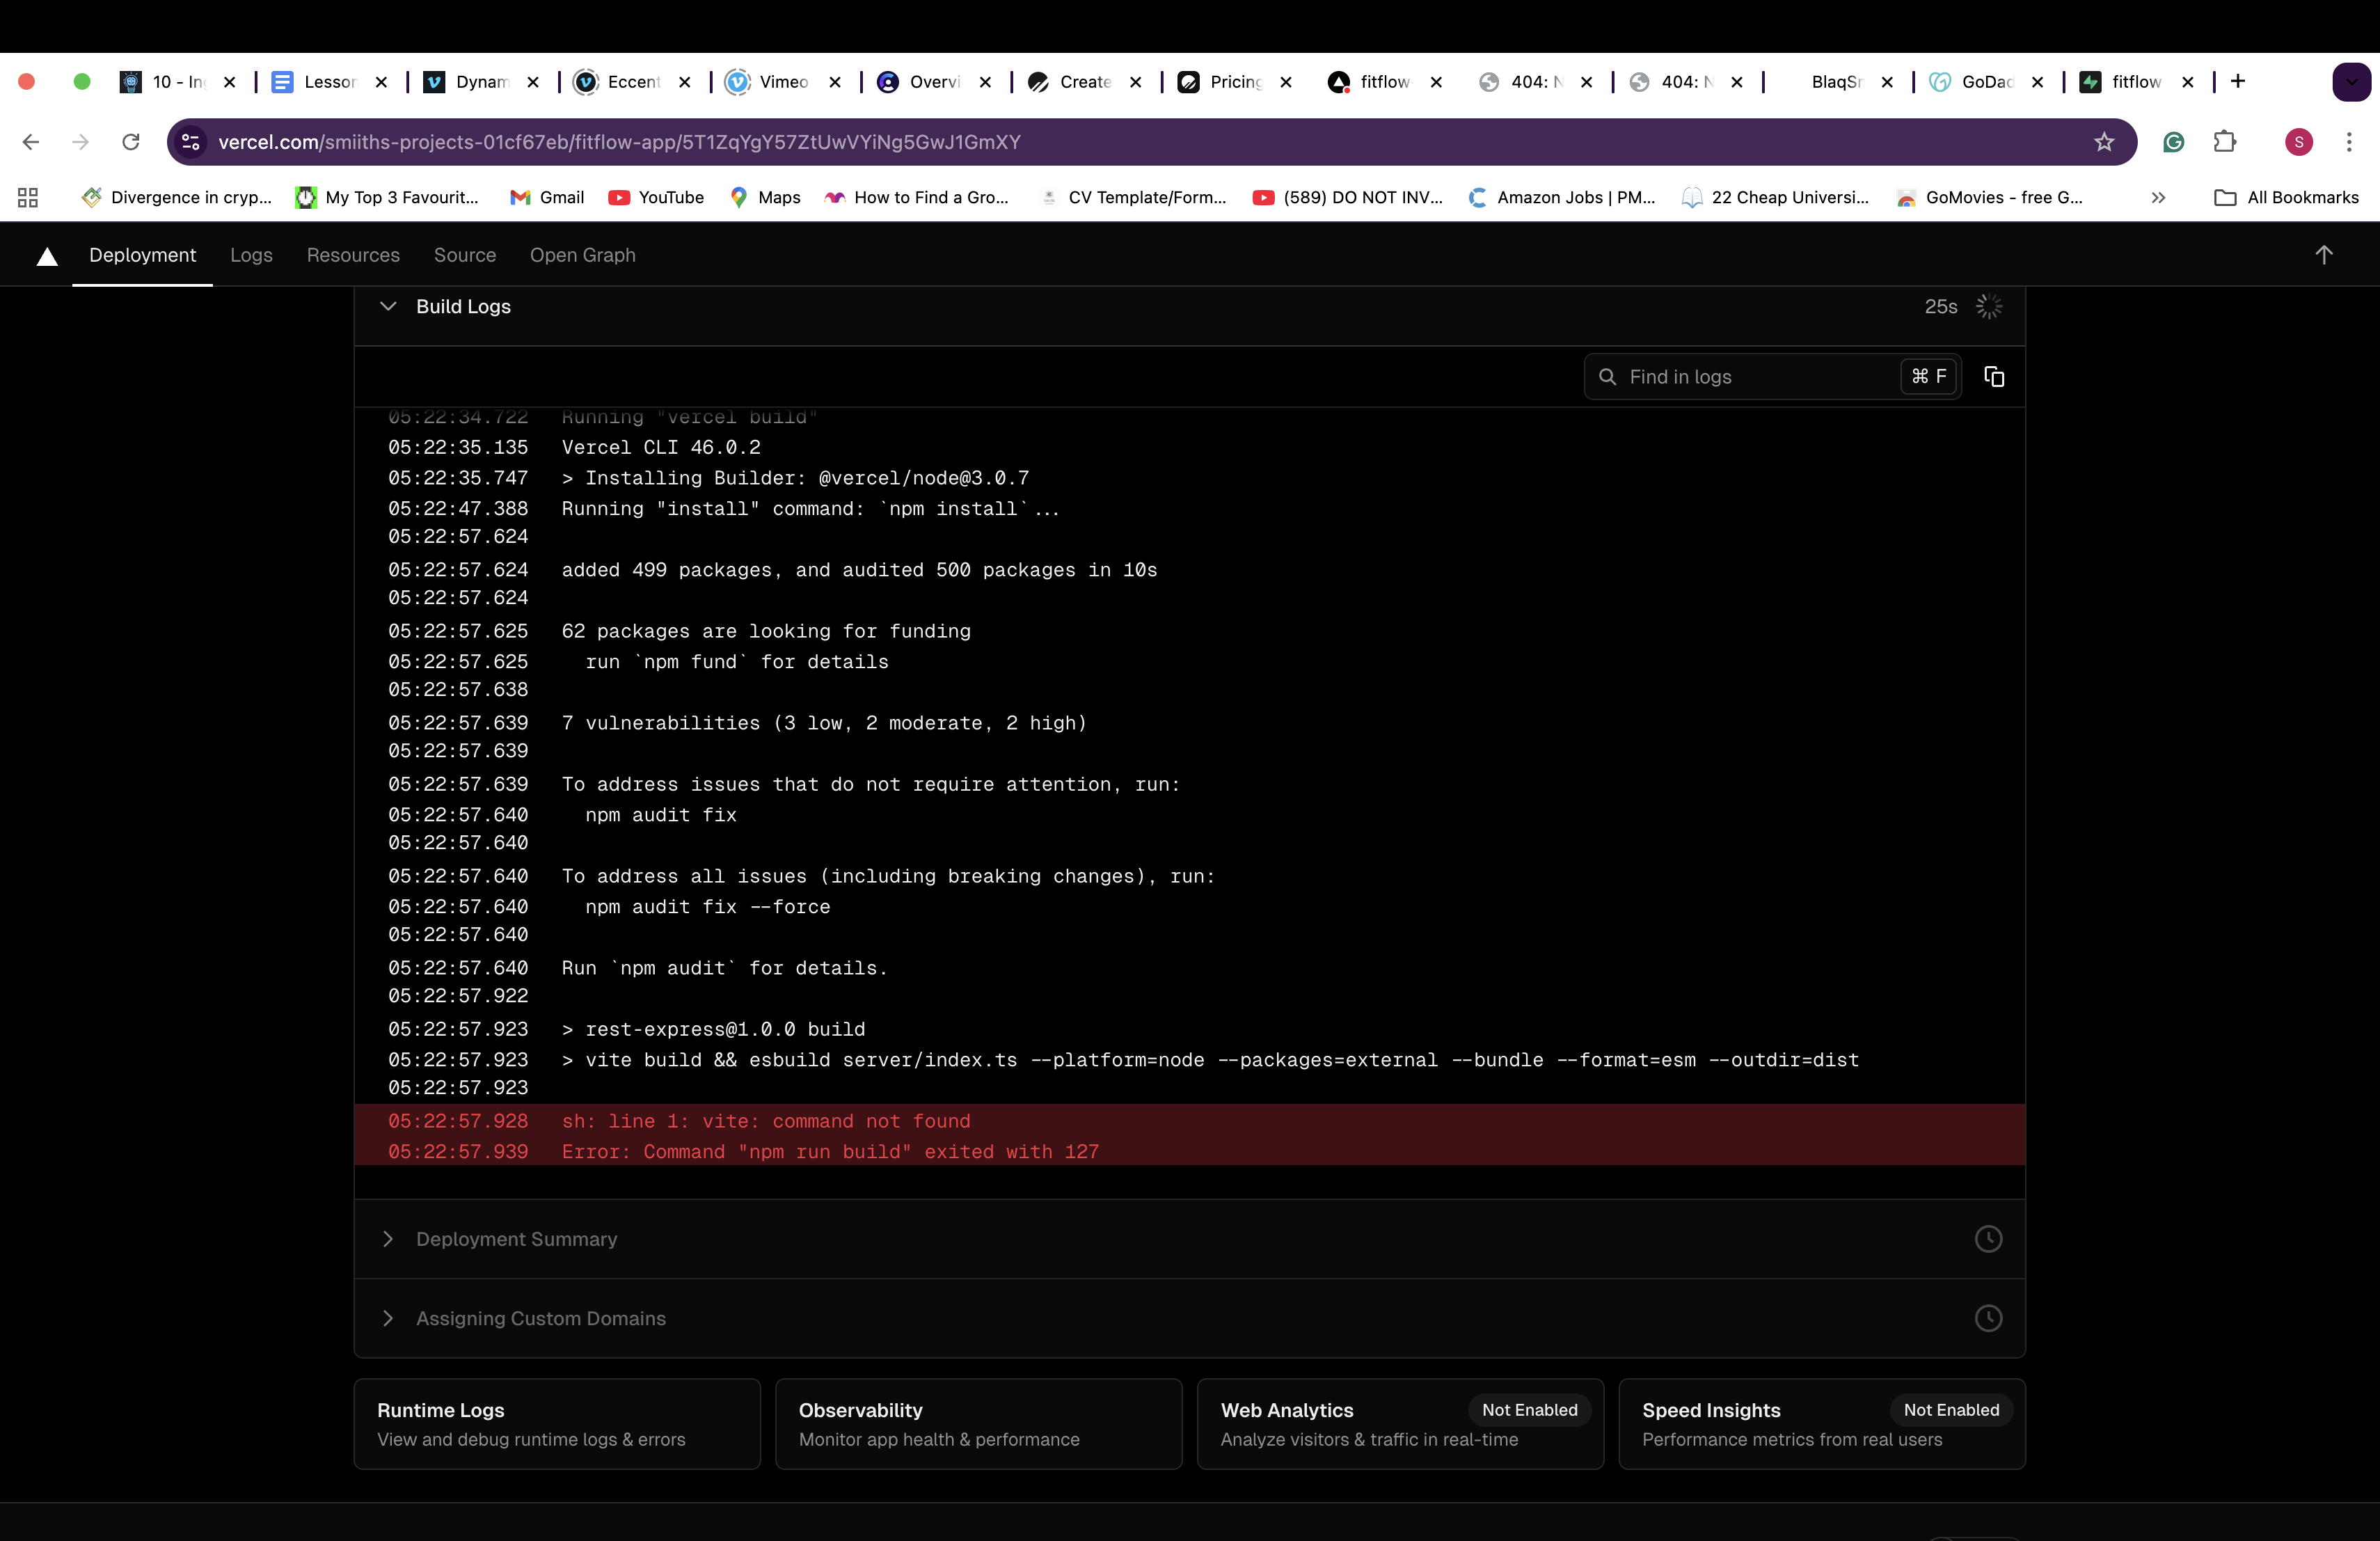 10 - In
Lesson
Dynam
Eccent
Vimeo
Overvi
Create
Pricing
fitflow
404: N
404: N
BlaqSn
GoDad
fitflow
vercel.com/smiiths-projects-01cf67eb/fitflow-app/5T1ZqYgY57ZtUwVYiNg5GwJ1GmXY
S
Divergence in cryp...
My Top 3 Favourit...
Gmail
YouTube
Maps
How to Find a Gro...
CV Template/Form...
(589) DO NOT INV...
Amazon Jobs | PM...
22 Cheap Universi...
GoMovies - free G...
All Bookmarks
Deployment Logs Resources Source Open Graph
Build Logs 25s
Find in logs ⌘ F
05:22:34.722 Running "vercel build"
05:22:35.135 Vercel CLI 46.0.2
05:22:35.747 > Installing Builder: @vercel/node@3.0.7
05:22:47.388 Running "install" command: `npm install`...
05:22:57.624
05:22:57.624 added 499 packages, and audited 500 packages in 10s
05:22:57.624
05:22:57.625 62 packages are looking for funding
05:22:57.625 run `npm fund` for details
05:22:57.638
05:22:57.639 7 vulnerabilities (3 low, 2 moderate, 2 high)
05:22:57.639
05:22:57.639 To address issues that do not require attention, run:
05:22:57.640 npm audit fix
05:22:57.640
05:22:57.640 To address all issues (including breaking changes), run:
05:22:57.640 npm audit fix --force
05:22:57.640
05:22:57.640 Run `npm audit` for details.
05:22:57.922
05:22:57.923 > rest-express@1.0.0 build
05:22:57.923 > vite build && esbuild server/index.ts --platform=node --packages=external --bundle --format=esm --outdir=dist
05:22:57.923
05:22:57.928 sh: line 1: vite: command not found
05:22:57.939 Error: Command "npm run build" exited with 127
Deployment Summary
Assigning Custom Domains
Runtime Logs
View and debug runtime logs & errors
Observability
Monitor app health & performance
Web Analytics Not Enabled
Analyze visitors & traffic in real-time
Speed Insights Not Enabled
Performance metrics from real users